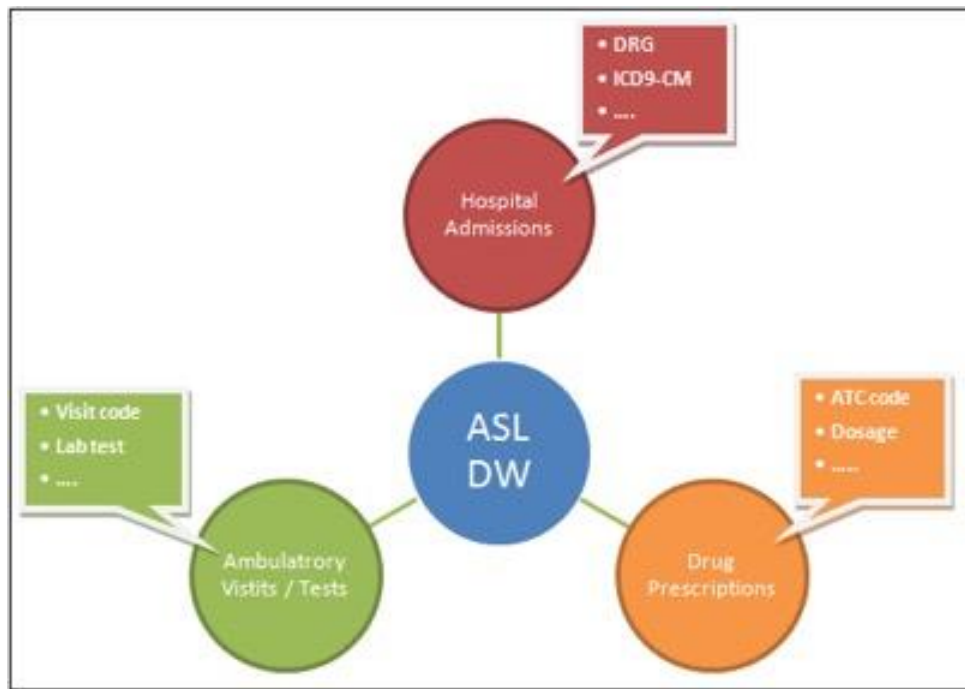 • DRG
• ICD9-CM
• ....
Hospital
Admissions
ASL
DW
• Visit code
• Lab test
• ....
Ambulatrory
Vistits / Tests
• ATC code
• Dosage
• .....
Drug
Prescriptions